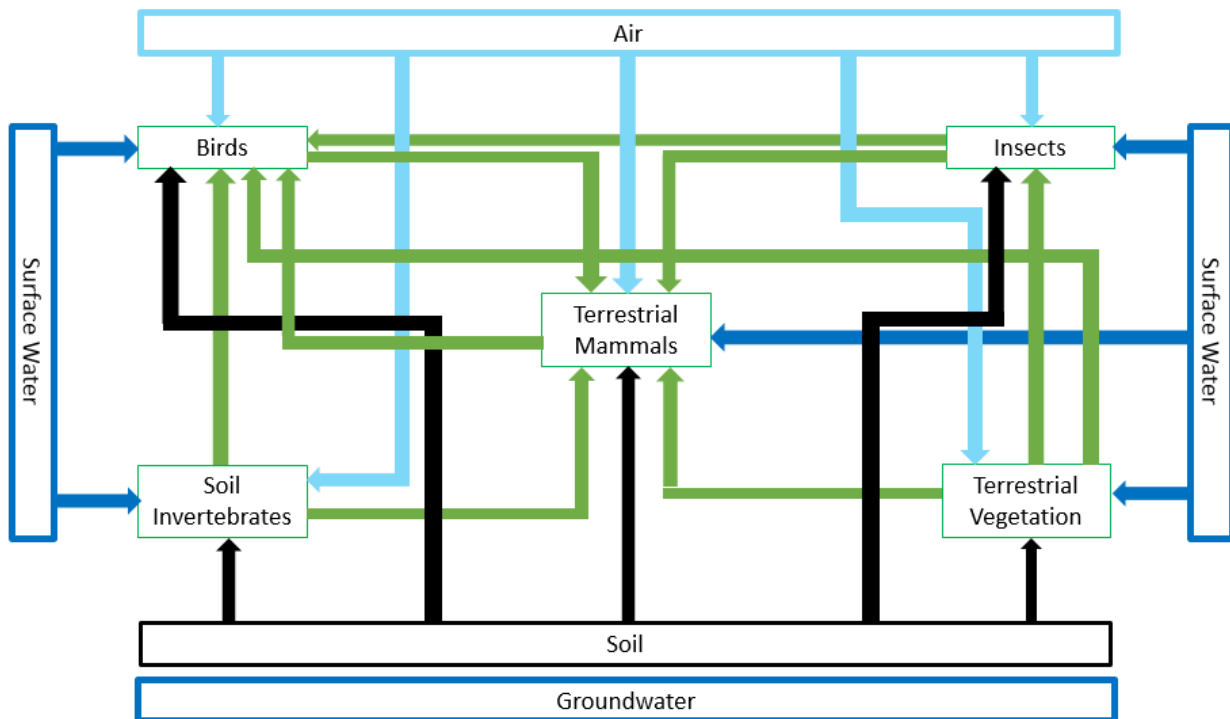 Air
Birds
Insects
Surface Water
Surface Water
Terrestrial
Mammals
Soil
Invertebrates
Terrestrial
Vegetation
Soil
Groundwater